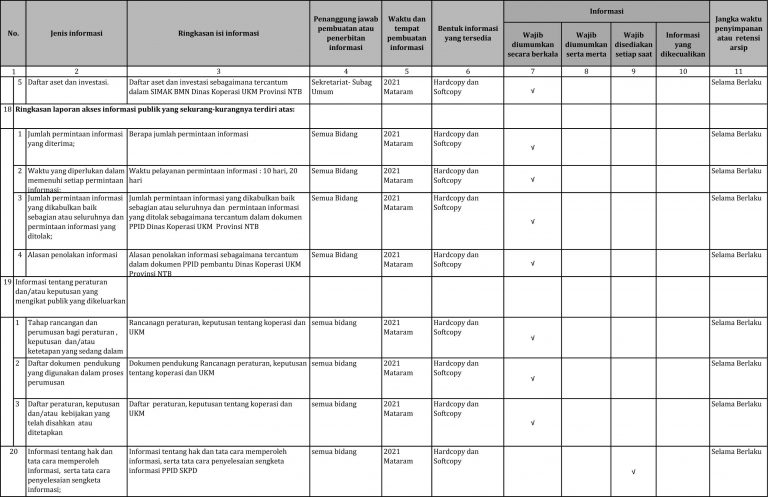 No.
Jenis informasi
Ringkasan isi informasi
Penanggung jawab
pembuatan atau
penerbitan
informasi
Waktu dan
tempat
pembuatan
informasi
Bentuk informasi
yang tersedia
Informasi
Wajib
diumumkan
secara berkala
Wajib
diumumkan
serta merta
Wajib
disediakan
setiap saat
Informasi
yang
dikecualikan
Jangka waktu
penyimpanan
atau retensi
arsip
1 2 3 4 5 6 7 8 9 10 11
5 Daftar aset dan investasi.
Daftar aset dan investasi sebagaimana tercantum
dalam SIMAK BMN Dinas Koperasi UKM Provinsi NTB
Sekretariat- Subag
Umum
2021
Mataram
Hardcopy dan
Softcopy
√
Selama Berlaku
18 Ringkasan laporan akses informasi publik yang sekurang-kurangnya terdiri atas:
1 Jumlah permintaan informasi
yang diterima;
Berapa jumlah permintaan informasi
Semua Bidang
2021
Mataram
Hardcopy dan
Softcopy
√
Selama Berlaku
2 Waktu yang diperlukan dalam
memenuhi setiap permintaan
informasi;
Waktu pelayanan permintaan informasi : 10 hari, 20
hari
Semua Bidang
2021
Mataram
Hardcopy dan
Softcopy
√
Selama Berlaku
3 Jumlah permintaan informasi
yang dikabulkan baik
sebagian atau seluruhnya dan
permintaan informasi yang
ditolak;
Jumlah permintaan informasi yang dikabulkan baik
sebagian atau seluruhnya dan permintaan informasi
yang ditolak sebagaimana tercantum dalam dokumen
PPID Dinas Koperasi UKM Provinsi NTB
Semua Bidang
2021
Mataram
Hardcopy dan
Softcopy
√
Selama Berlaku
4 Alasan penolakan informasi
Alasan penolakan informasi sebagaimana tercantum
dalam dokumen PPID pembantu Dinas Koperasi UKM
Provinsi NTB
Semua Bidang
2021
Mataram
Hardcopy dan
Softcopy
√
Selama Berlaku
19 Informasi tentang peraturan
dan/atau keputusan yang
mengikat publik yang dikeluarkan
1 Tahap rancangan dan
perumusan bagi peraturan ,
keputusan dan/atau
ketetapan yang sedang dalam
Rancanagn peraturan, keputusan tentang koperasi dan
UKM
semua bidang
2021
Mataram
Hardcopy dan
Softcopy
√
Selama Berlaku
2 Daftar dokumen pendukung
yang digunakan dalam proses
perumusan
Dokumen pendukung Rancanagn peraturan, keputusan
tentang koperasi dan UKM
semua bidang
2021
Mataram
Hardcopy dan
Softcopy
√
Selama Berlaku
3 Daftar peraturan, keputusan
dan/atau kebijakan yang
telah disahkan atau
ditetapkan
Daftar peraturan, keputusan tentang koperasi dan
UKM
semua bidang
2021
Mataram
Hardcopy dan
Softcopy
√
Selama Berlaku
20 Informasi tentang hak dan
tata cara memperoleh
informasi, serta tata cara
penyelesaian sengketa
informasi;
Informasi tentang hak dan tata cara memperoleh
informasi, serta tata cara penyelesaian sengketa
informasi PPID SKPD
semua bidang
2021
Mataram
Hardcopy dan
Softcopy
√
Selama Berlaku